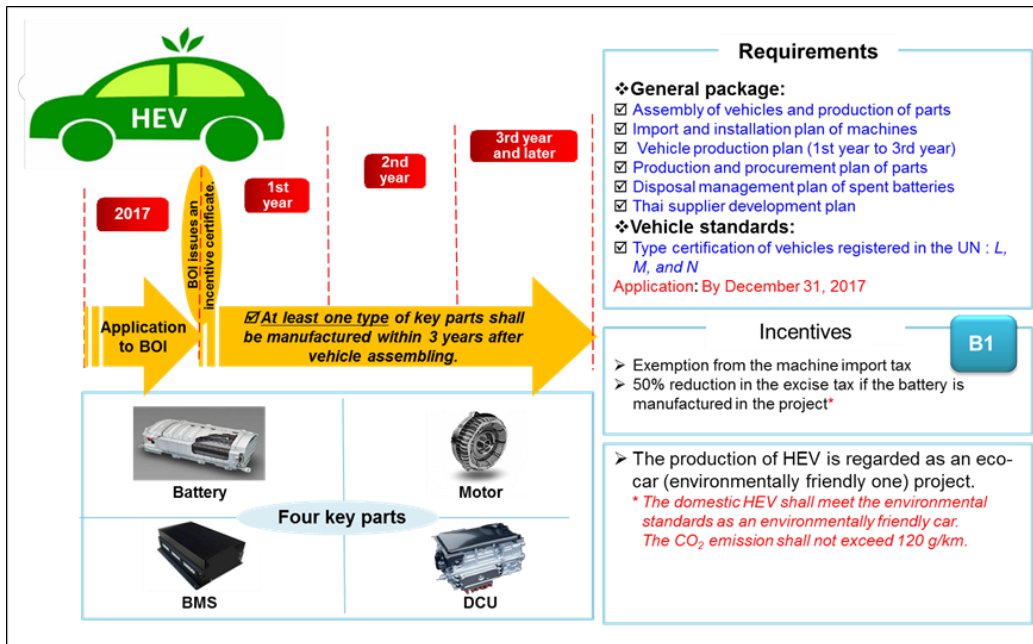 HEV
2017
BOI issues an
incentive certificate.
1st
year
2nd
year
3rd year
and later
Application
to BOI
☑At least one type of key parts shall
be manufactured within 3 years after
vehicle assembling.
Battery
Motor
Four key parts
BMS
DCU
Requirements
❖General package:
☑ Assembly of vehicles and production of parts
☑ Import and installation plan of machines
☑ Vehicle production plan (1st year to 3rd year)
☑ Production and procurement plan of parts
☑ Disposal management plan of spent batteries
☑ Thai supplier development plan
❖Vehicle standards:
☑ Type certification of vehicles registered in the UN : L,
M, and N
Application: By December 31, 2017
Incentives
B1
➢ Exemption from the machine import tax
➢ 50% reduction in the excise tax if the battery is
manufactured in the project*
➢ The production of HEV is regarded as an eco-
car (environmentally friendly one) project.
* The domestic HEV shall meet the environmental
standards as an environmentally friendly car.
The CO₂ emission shall not exceed 120 g/km.